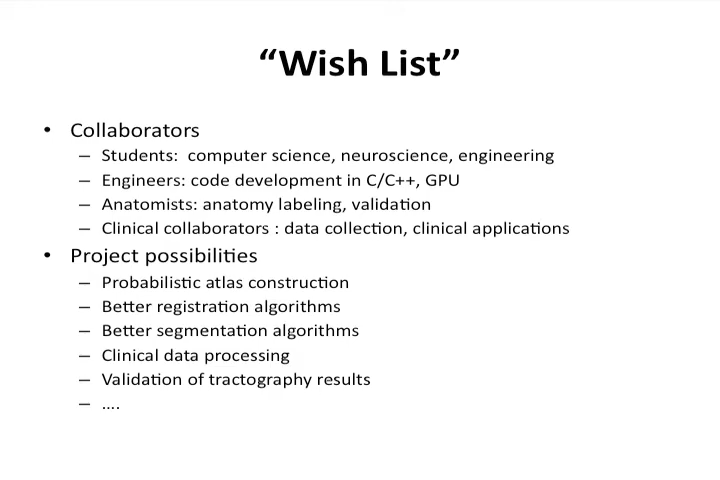 “Wish List”
• Collaborators
– Students:  computer science, neuroscience, engineering
– Engineers: code development in C/C++, GPU
– Anatomists: anatomy labeling, validation
– Clinical collaborators : data collection, clinical applications
• Project possibilities
– Probabilistic atlas construction
– Better registration algorithms
– Better segmentation algorithms
– Clinical data processing
– Validation of tractography results
– ….